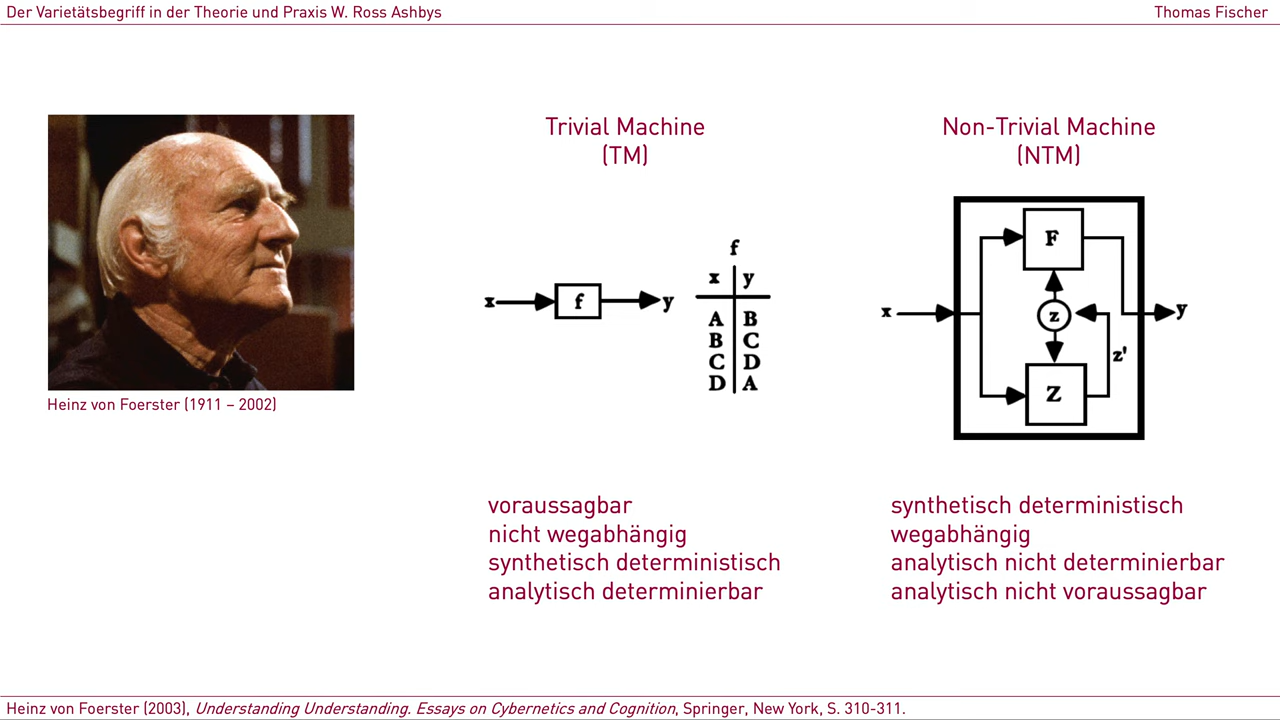 Der Varietätsbegriff in der Theorie und Praxis W. Ross Ashbys
Thomas Fischer
Heinz von Foerster (1911 – 2002)
Trivial Machine
(TM)
x f y
f
x y
A B
B C
C D
D A
voraussagbar
nicht wegabhängig
synthetisch deterministisch
analytisch determinierbar
Non-Trivial Machine
(NTM)
F
x z y
z'
Z
synthetisch deterministisch
wegabhängig
analytisch nicht determinierbar
analytisch nicht voraussagbar
Heinz von Foerster (2003), Understanding Understanding. Essays on Cybernetics and Cognition, Springer, New York, S. 310-311.